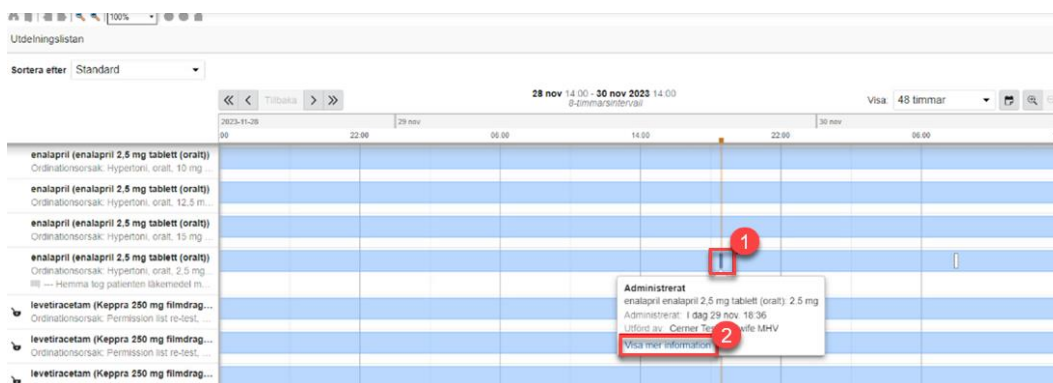 100%
Utdelningslistan
Sortera efter Standard
Tillbaka
28 nov 14:00 - 30 nov 2023 14:00
8-timmarsintervall
Visa: 48 timmar
2023-11-28 29 nov 30 nov
:00 22:00 06:00 14:00 22:00 06:00
enalapril (enalapril 2,5 mg tablett (oralt))
Ordinationsorsak: Hypertoni, oralt, 10 mg ...
enalapril (enalapril 2,5 mg tablett (oralt))
Ordinationsorsak: Hypertoni, oralt, 12,5 m...
enalapril (enalapril 2,5 mg tablett (oralt))
Ordinationsorsak: Hypertoni, oralt, 15 mg ...
enalapril (enalapril 2,5 mg tablett (oralt))
Ordinationsorsak: Hypertoni, oralt, 2,5 mg...
--- Hemma tog patienten läkemedel m...
1
Administrerat
enalapril enalapril 2,5 mg tablett (oralt): 2.5 mg
Administrerat: I dag 29 nov. 18:36
Utförd av: Cerner MHV
2
Visa mer information
levetiracetam (Keppra 250 mg filmdrag...
Ordinationsorsak: Permission list re-test, ...
levetiracetam (Keppra 250 mg filmdrag...
Ordinationsorsak: Permission list re-test, ...
levetiracetam (Keppra 250 mg filmdrag...